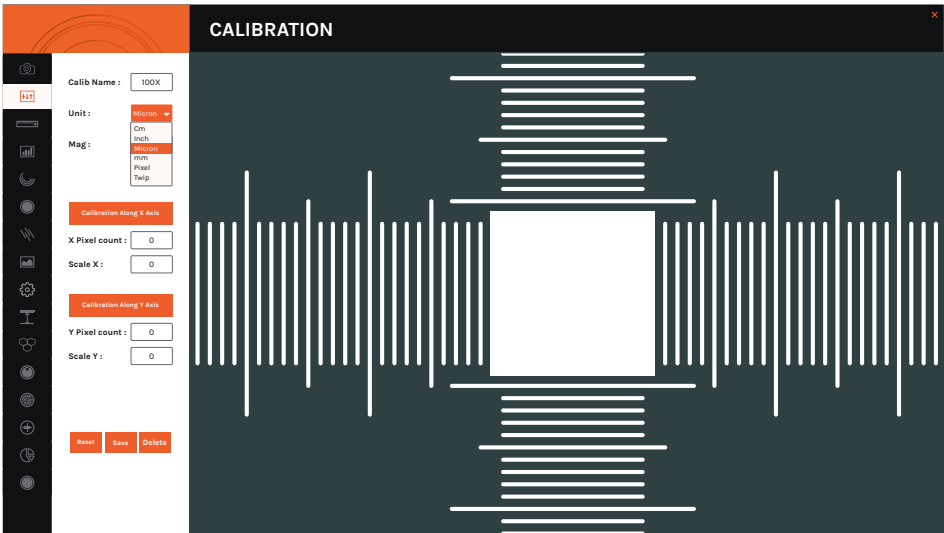 CALIBRATION
×
Calib Name : 100X
Unit : Micron
Cm
Inch
Mag : Micron
mm
Pixel
Twip
Calibration Along X Axis
X Pixel count : 0
Scale X : 0
Calibration Along Y Axis
Y Pixel count : 0
Scale Y : 0
Reset Save Delete